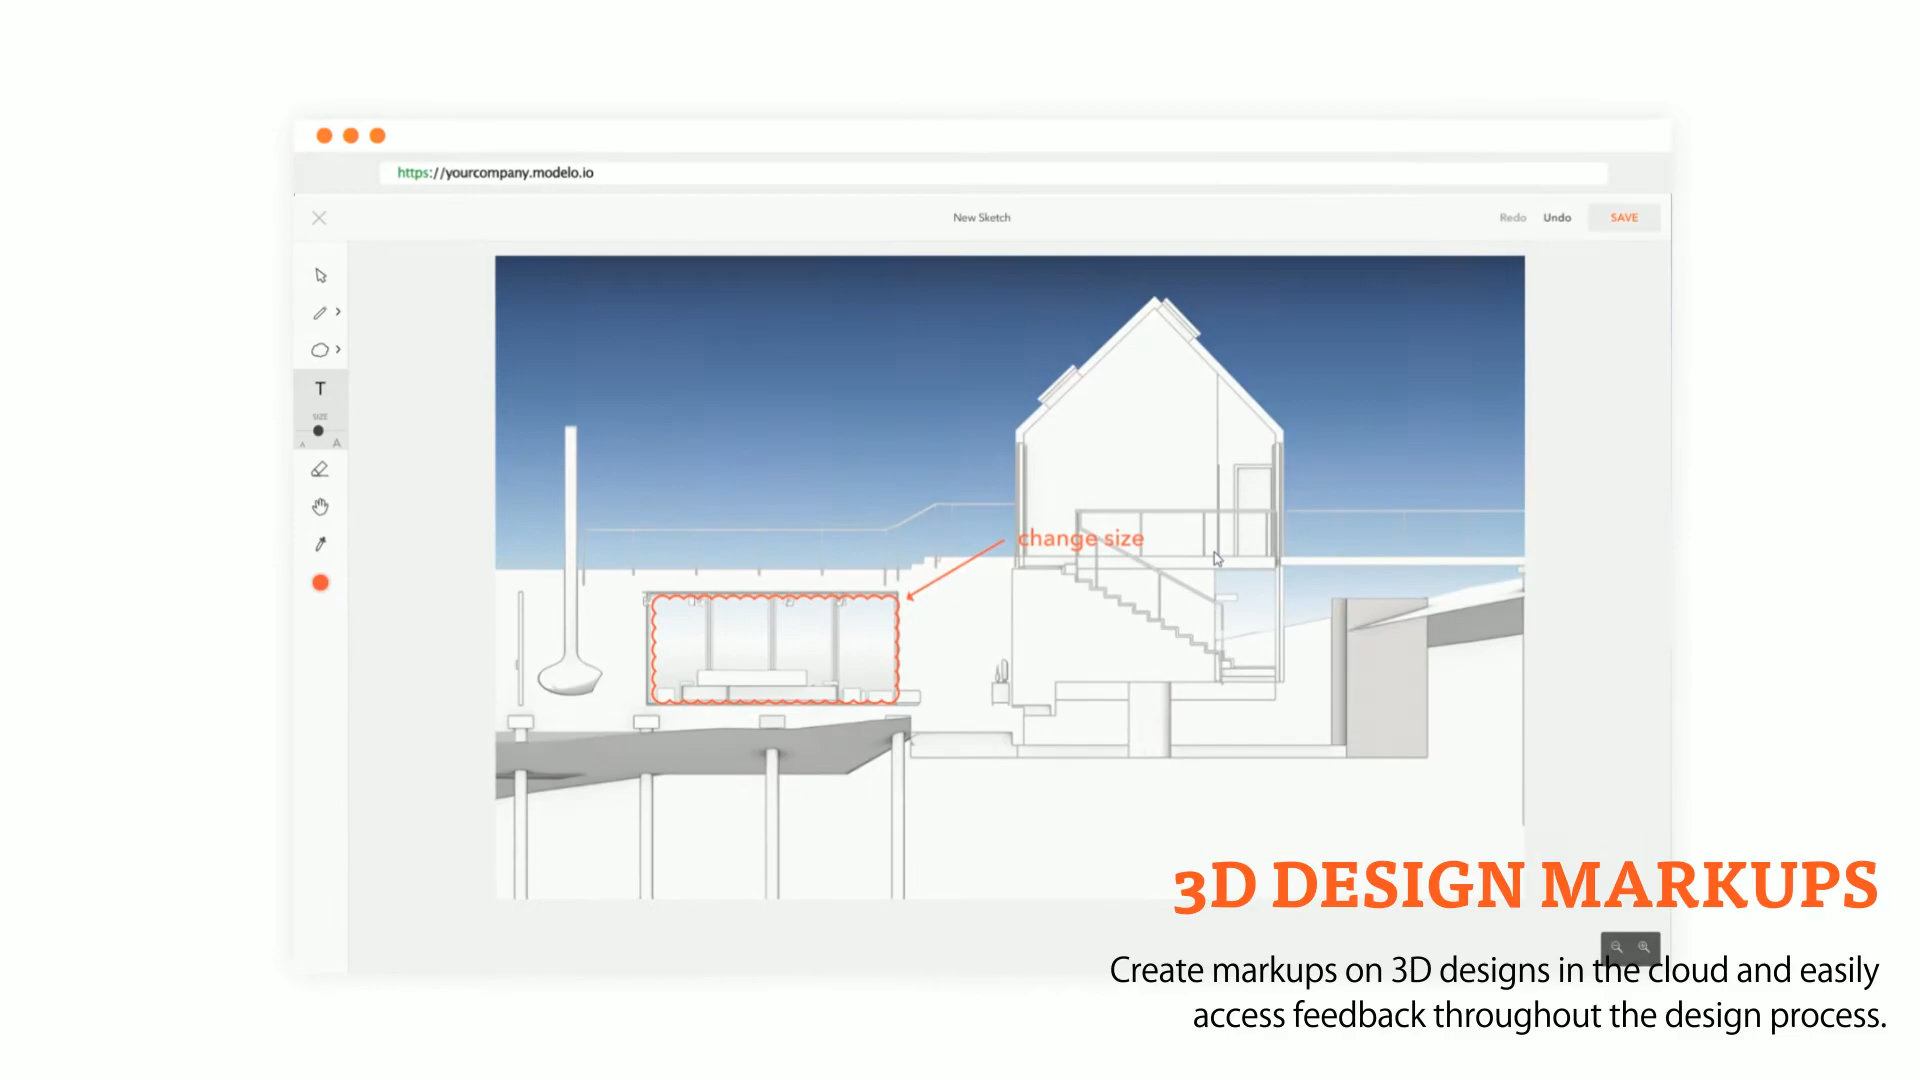 https://yourcompany.modelo.io
New Sketch
Redo Undo SAVE
T
SIZE
A A
change size
3D DESIGN MARKUPS
Create markups on 3D designs in the cloud and easily
access feedback throughout the design process.